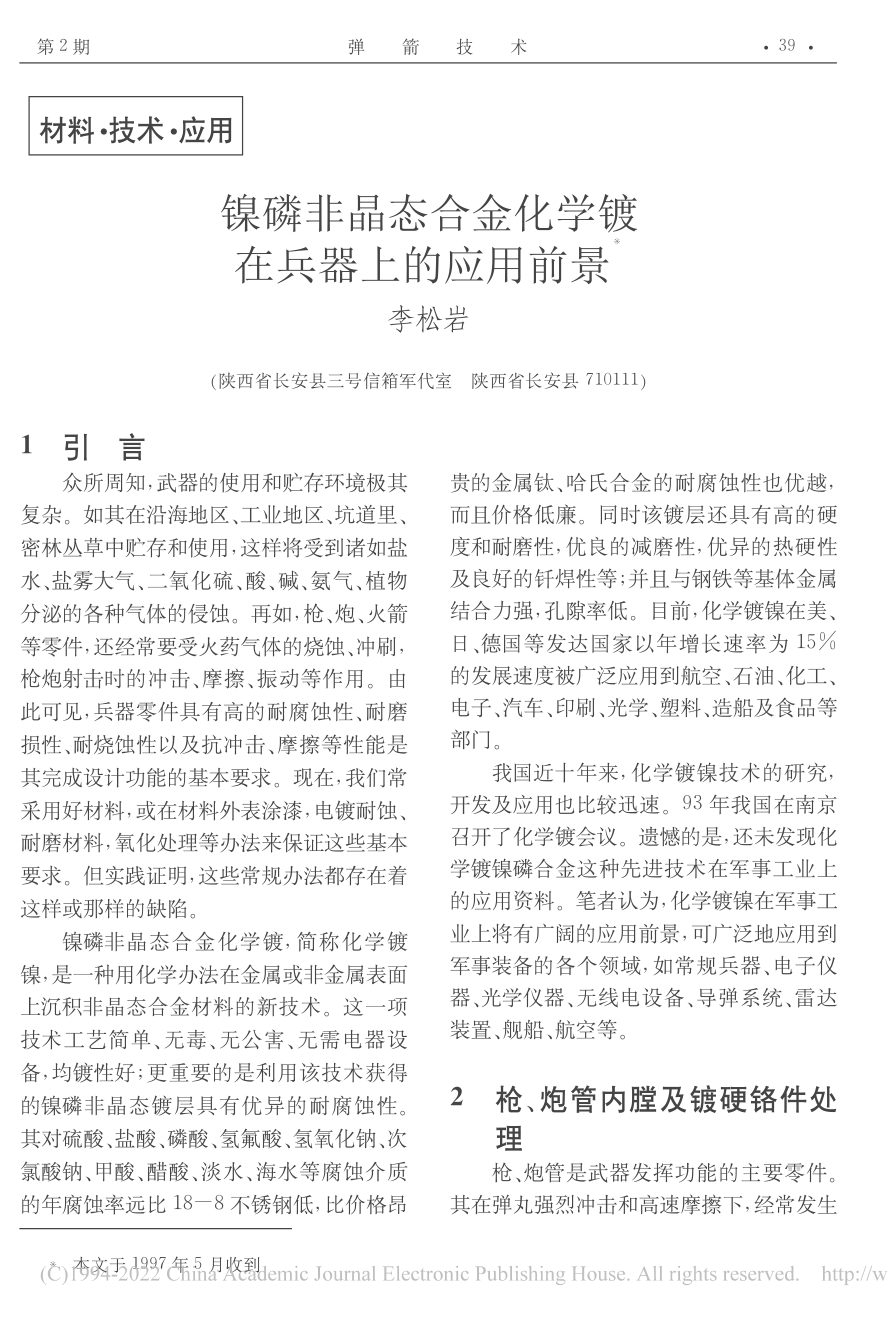 第2期
弹箭技术
·39·
材料·技术·应用
镍磷非晶态合金化学镀
在兵器上的应用前景*
李松岩
(陕西省长安县三号信箱军代室 陕西省长安县 710111)
1 引 言
众所周知,武器的使用和贮存环境极其
复杂。如其在沿海地区、工业地区、坑道里、
密林丛草中贮存和使用,这样将受到诸如盐
水、盐雾大气、二氧化硫、酸、碱、氨气、植物
分泌的各种气体的侵蚀。再如,枪、炮、火箭
等零件,还经常要受火药气体的烧蚀、冲刷,
枪炮射击时的冲击、摩擦、振动等作用。由
此可见,兵器零件具有高的耐腐蚀性、耐磨
损性、耐烧蚀性以及抗冲击、摩擦等性能是
其完成设计功能的基本要求。现在,我们常
采用好材料,或在材料外表涂漆,电镀耐蚀、
耐磨材料,氧化处理等办法来保证这些基本
要求。但实践证明,这些常规办法都存在着
这样或那样的缺陷。
镍磷非晶态合金化学镀,简称化学镀
镍,是一种用化学办法在金属或非金属表面
上沉积非晶态合金材料的新技术。这一项
技术工艺简单、无毒、无公害、无需电器设
备,均镀性好;更重要的是利用该技术获得
的镍磷非晶态镀层具有优异的耐腐蚀性。
其对硫酸、盐酸、磷酸、氢氟酸、氢氧化钠、次
氯酸钠、甲酸、醋酸、淡水、海水等腐蚀介质
的年腐蚀率远比18—8不锈钢低,比价格昂
贵的金属钛、哈氏合金的耐腐蚀性也优越,
而且价格低廉。同时该镀层还具有高的硬
度和耐磨性,优良的减磨性,优异的热硬性
及良好的钎焊性等;并且与钢铁等基体金属
结合力强,孔隙率低。目前,化学镀镍在美、
日、德国等发达国家以年增长速率为15%
的发展速度被广泛应用到航空、石油、化工、
电子、汽车、印刷、光学、塑料、造船及食品等
部门。
我国近十年来,化学镀镍技术的研究,
开发及应用也比较迅速。93年我国在南京
召开了化学镀会议。遗憾的是,还未发现化
学镀镍磷合金这种先进技术在军事工业上
的应用资料。笔者认为,化学镀镍在军事工
业上将有广阔的应用前景,可广泛地应用到
军事装备的各个领域,如常规兵器、电子仪
器、光学仪器、无线电设备、导弹系统、雷达
装置、舰船、航空等。
2 枪、炮管内膛及镀硬铬件处
理
枪、炮管是武器发挥功能的主要零件。
其在弹丸强烈冲击和高速摩擦下,经常发生
* 本文于1997年5月收到
(C)1994-2022 China Academic Journal Electronic Publishing House. All rights reserved. http://w